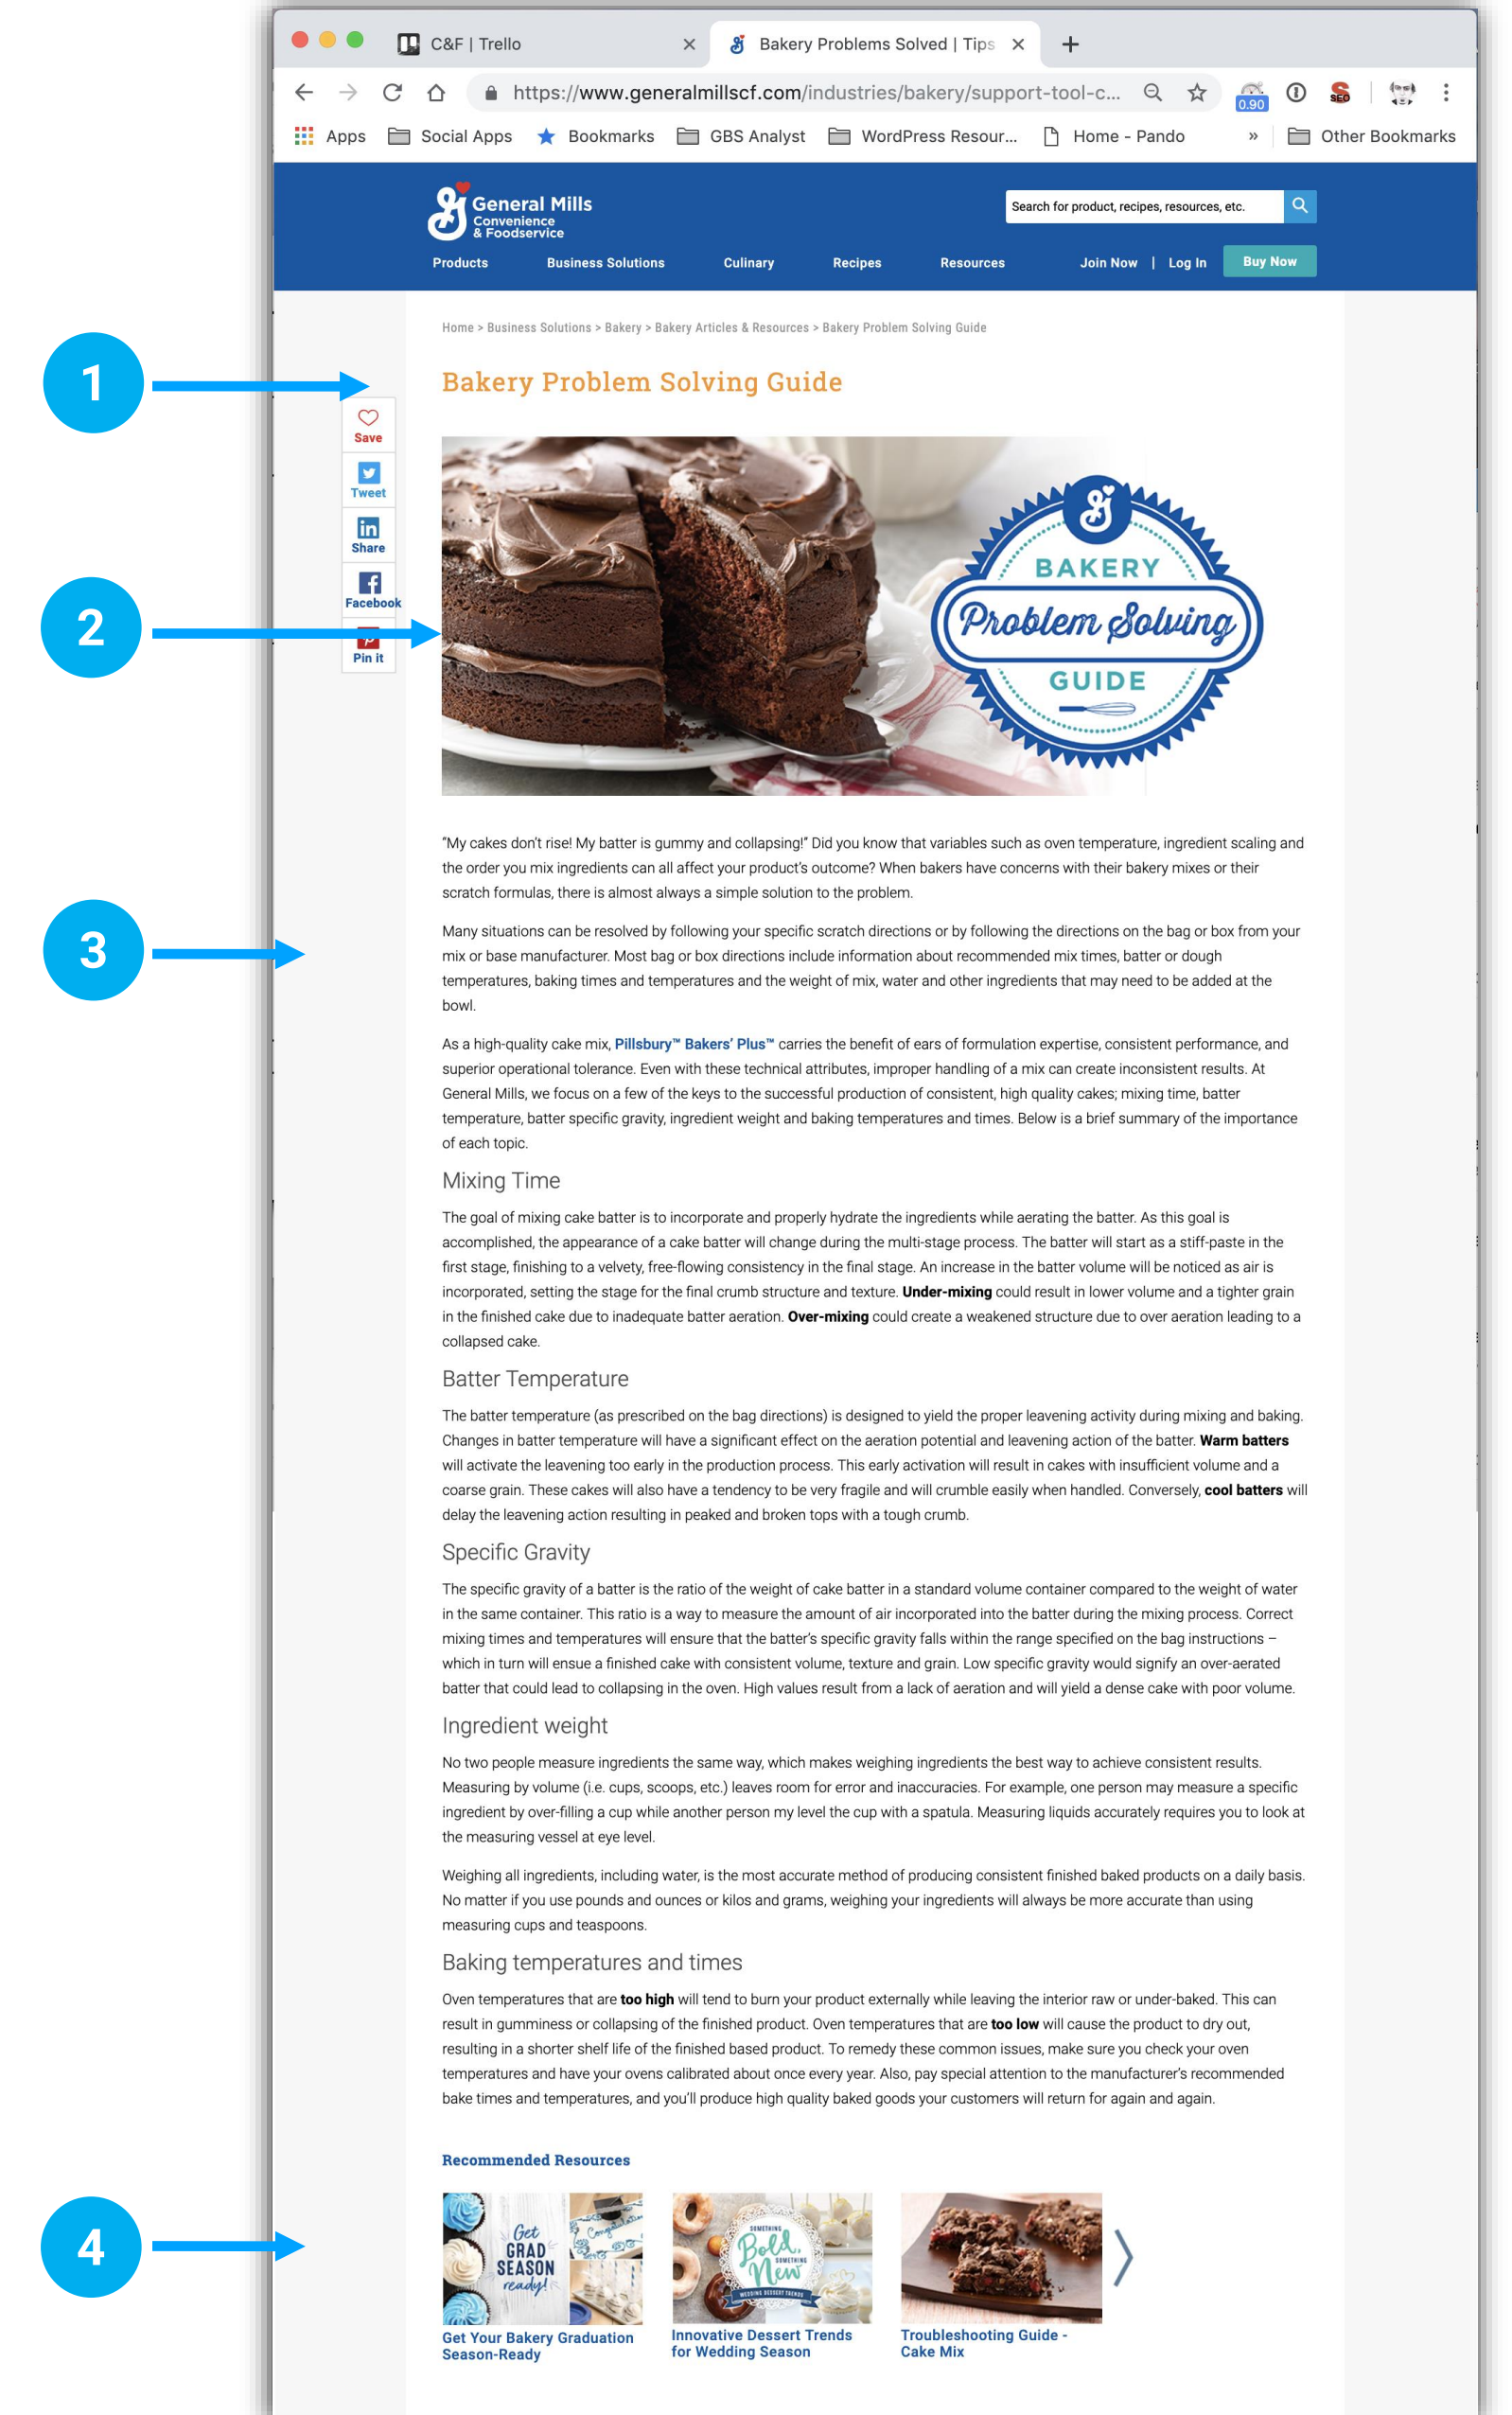 C&F | Trello
Bakery Problems Solved | Tips
https://www.generalmillscf.com/industries/bakery/support-tool-c...
0.90
SEO
Apps
Social Apps
Bookmarks
GBS Analyst
WordPress Resour...
Home - Pando
»
Other Bookmarks
General Mills
Convenience
& Foodservice
Search for product, recipes, resources, etc.
Products
Business Solutions
Culinary
Recipes
Resources
Join Now | Log In
Buy Now
Home > Business Solutions > Bakery > Bakery Articles & Resources > Bakery Problem Solving Guide
1
Bakery Problem Solving Guide
Save
Tweet
in
Share
Facebook
Pin it
2
BAKERY
Problem Solving
GUIDE
"My cakes don't rise! My batter is gummy and collapsing!" Did you know that variables such as oven temperature, ingredient scaling and
the order you mix ingredients can all affect your product's outcome? When bakers have concerns with their bakery mixes or their
scratch formulas, there is almost always a simple solution to the problem.
3
Many situations can be resolved by following your specific scratch directions or by following the directions on the bag or box from your
mix or base manufacturer. Most bag or box directions include information about recommended mix times, batter or dough
temperatures, baking times and temperatures and the weight of mix, water and other ingredients that may need to be added at the
bowl.
As a high-quality cake mix, Pillsbury™ Bakers' Plus™ carries the benefit of ears of formulation expertise, consistent performance, and
superior operational tolerance. Even with these technical attributes, improper handling of a mix can create inconsistent results. At
General Mills, we focus on a few of the keys to the successful production of consistent, high quality cakes; mixing time, batter
temperature, batter specific gravity, ingredient weight and baking temperatures and times. Below is a brief summary of the importance
of each topic.
Mixing Time
The goal of mixing cake batter is to incorporate and properly hydrate the ingredients while aerating the batter. As this goal is
accomplished, the appearance of a cake batter will change during the multi-stage process. The batter will start as a stiff-paste in the
first stage, finishing to a velvety, free-flowing consistency in the final stage. An increase in the batter volume will be noticed as air is
incorporated, setting the stage for the final crumb structure and texture. Under-mixing could result in lower volume and a tighter grain
in the finished cake due to inadequate batter aeration. Over-mixing could create a weakened structure due to over aeration leading to a
collapsed cake.
Batter Temperature
The batter temperature (as prescribed on the bag directions) is designed to yield the proper leavening activity during mixing and baking.
Changes in batter temperature will have a significant effect on the aeration potential and leavening action of the batter. Warm batters
will activate the leavening too early in the production process. This early activation will result in cakes with insufficient volume and a
coarse grain. These cakes will also have a tendency to be very fragile and will crumble easily when handled. Conversely, cool batters will
delay the leavening action resulting in peaked and broken tops with a tough crumb.
Specific Gravity
The specific gravity of a batter is the ratio of the weight of cake batter in a standard volume container compared to the weight of water
in the same container. This ratio is a way to measure the amount of air incorporated into the batter during the mixing process. Correct
mixing times and temperatures will ensure that the batter's specific gravity falls within the range specified on the bag instructions –
which in turn will ensue a finished cake with consistent volume, texture and grain. Low specific gravity would signify an over-aerated
batter that could lead to collapsing in the oven. High values result from a lack of aeration and will yield a dense cake with poor volume.
Ingredient weight
No two people measure ingredients the same way, which makes weighing ingredients the best way to achieve consistent results.
Measuring by volume (i.e. cups, scoops, etc.) leaves room for error and inaccuracies. For example, one person may measure a specific
ingredient by over-filling a cup while another person my level the cup with a spatula. Measuring liquids accurately requires you to look at
the measuring vessel at eye level.
Weighing all ingredients, including water, is the most accurate method of producing consistent finished baked products on a daily basis.
No matter if you use pounds and ounces or kilos and grams, weighing your ingredients will always be more accurate than using
measuring cups and teaspoons.
Baking temperatures and times
Oven temperatures that are too high will tend to burn your product externally while leaving the interior raw or under-baked. This can
result in gumminess or collapsing of the finished product. Oven temperatures that are too low will cause the product to dry out,
resulting in a shorter shelf life of the finished based product. To remedy these common issues, make sure you check your oven
temperatures and have your ovens calibrated about once every year. Also, pay special attention to the manufacturer's recommended
bake times and temperatures, and you'll produce high quality baked goods your customers will return for again and again.
Recommended Resources
4
Get
GRAD
SEASON
ready!
Congratulations
SOMETHING
Bold,
SOMETHING
New
WEDDING DESSERT TRENDS
Get Your Bakery Graduation
Season-Ready
Innovative Dessert Trends
for Wedding Season
Troubleshooting Guide -
Cake Mix